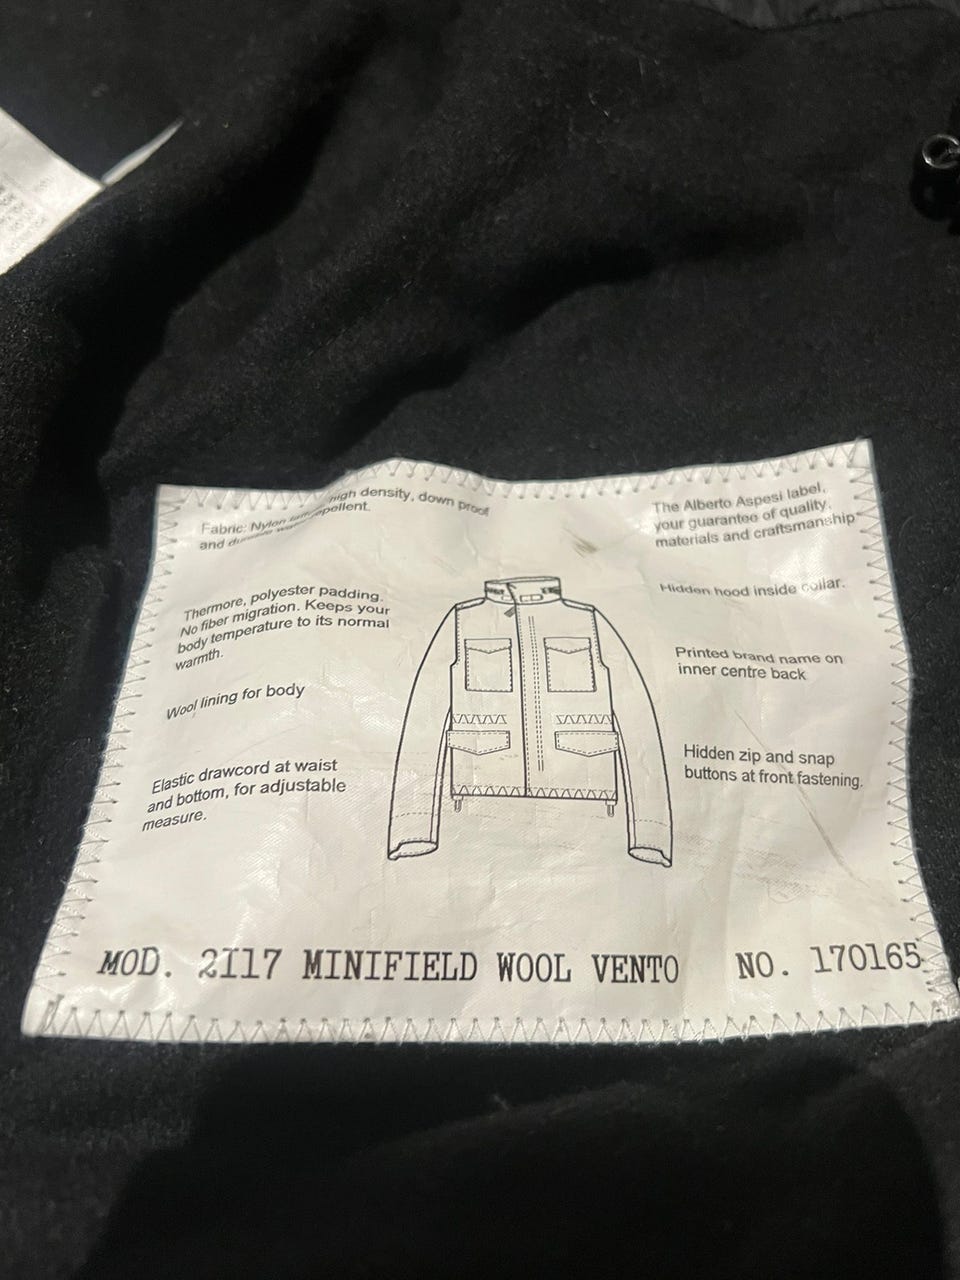 Fabric: Nylon high density, down proof
and repellent.
Thermore, polyester padding.
No fiber migration. Keeps your
body temperature to its normal
warmth.
Wool lining for body
Elastic drawcord at waist
and bottom, for adjustable
measure.
The Alberto Aspesi label,
your guarantee of quality,
materials and craftsmanship
Hidden hood inside collar.
Printed brand name on
inner centre back
Hidden zip and snap
buttons at front fastening.
MOD. 2I17 MINIFIELD WOOL VENTO NO. 170165